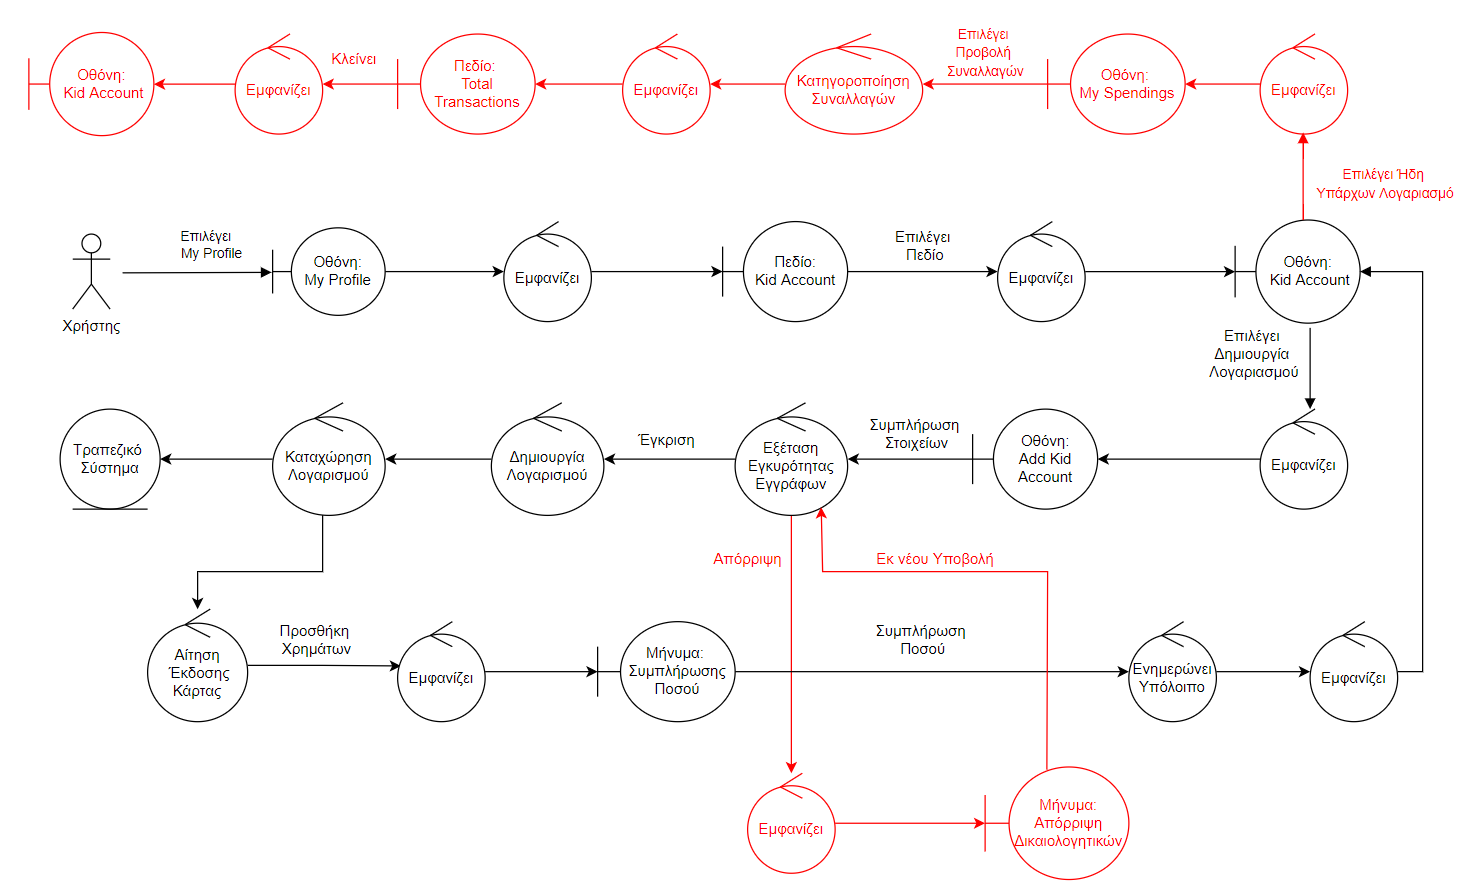 Οθόνη:
Kid Account
Εμφανίζει
Κλείνει
Πεδίο:
Total
Transactions
Εμφανίζει
Κατηγοροποίηση
Συναλλαγών
Επιλέγει
Προβολή
Συναλλαγών
Οθόνη:
My Spendings
Εμφανίζει
Επιλέγει Ήδη
Υπάρχων Λογαριασμό
Χρήστης
Επιλέγει
My Profile
Οθόνη:
My Profile
Εμφανίζει
Πεδίο:
Kid Account
Επιλέγει
Πεδίο
Εμφανίζει
Οθόνη:
Kid Account
Επιλέγει
Δημιουργία
Λογαριασμού
Τραπεζικό
Σύστημα
Καταχώρηση
Λογαρισμού
Δημιουργία
Λογαρισμού
Έγκριση
Εξέταση
Εγκυρότητας
Εγγράφων
Συμπλήρωση
Στοιχείων
Οθόνη:
Add Kid
Account
Εμφανίζει
Απόρριψη
Εκ νέου Υποβολή
Αίτηση
Έκδοσης
Κάρτας
Προσθήκη
Χρημάτων
Εμφανίζει
Μήνυμα:
Συμπλήρωσης
Ποσού
Συμπλήρωση
Ποσού
Ενημερώνει
Υπόλοιπο
Εμφανίζει
Εμφανίζει
Μήνυμα:
Απόρριψη
Δικαιολογητικών